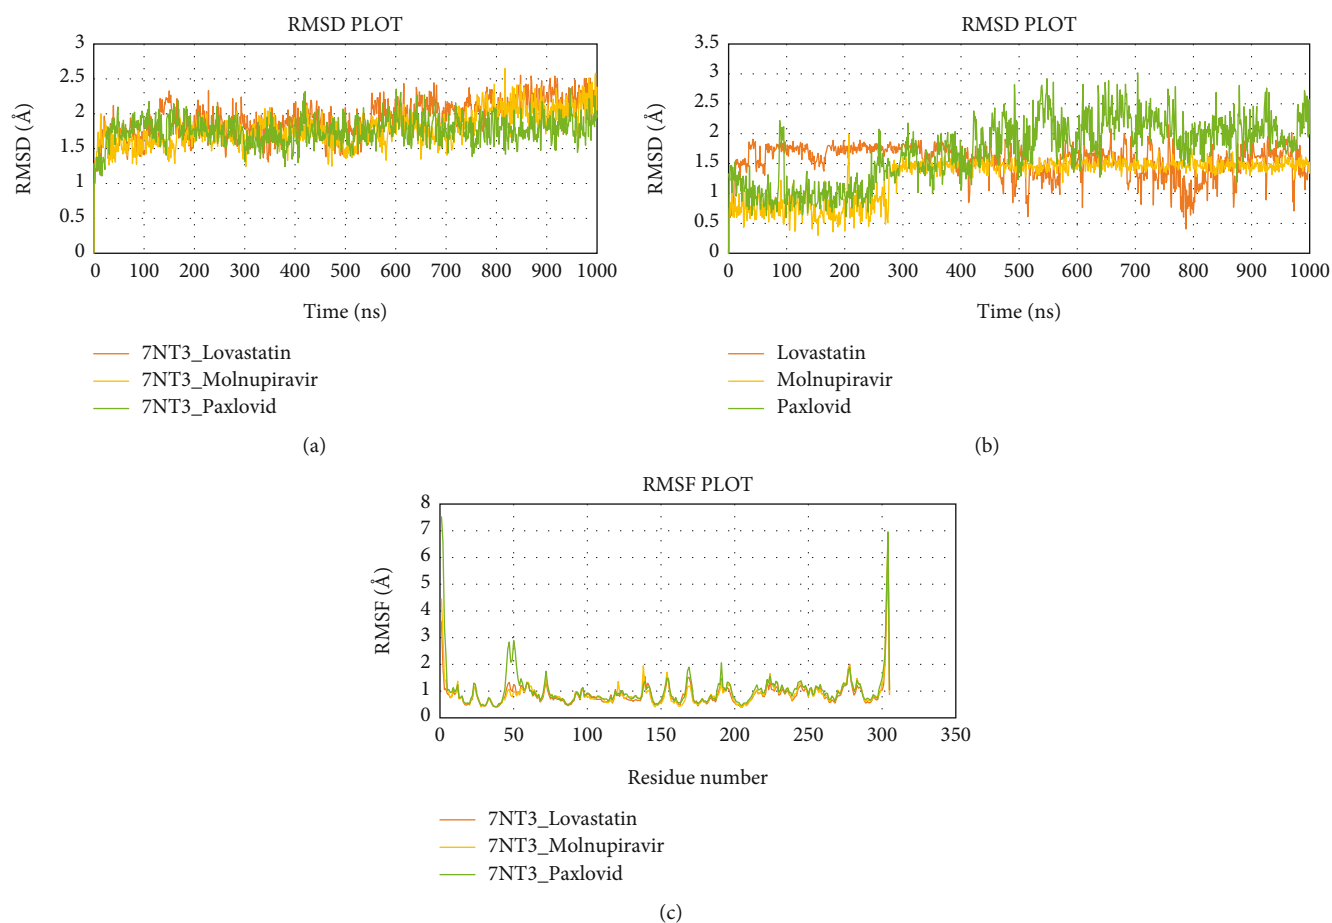 RMSD PLOT
3
2.5
2
1.5
1
0.5
0
RMSD (Å)
0 100 200 300 400 500 600 700 800 900 1000
Time (ns)
7NT3_Lovastatin
7NT3_Molnupiravir
7NT3_Paxlovid
(a)
RMSD PLOT
3.5
3
2.5
2
1.5
1
0.5
0
RMSD (Å)
0 100 200 300 400 500 600 700 800 900 1000
Time (ns)
Lovastatin
Molnupiravir
Paxlovid
(b)
RMSF PLOT
8
7
6
5
4
3
2
1
0
RMSF (Å)
0 50 100 150 200 250 300 350
Residue number
7NT3_Lovastatin
7NT3_Molnupiravir
7NT3_Paxlovid
(c)